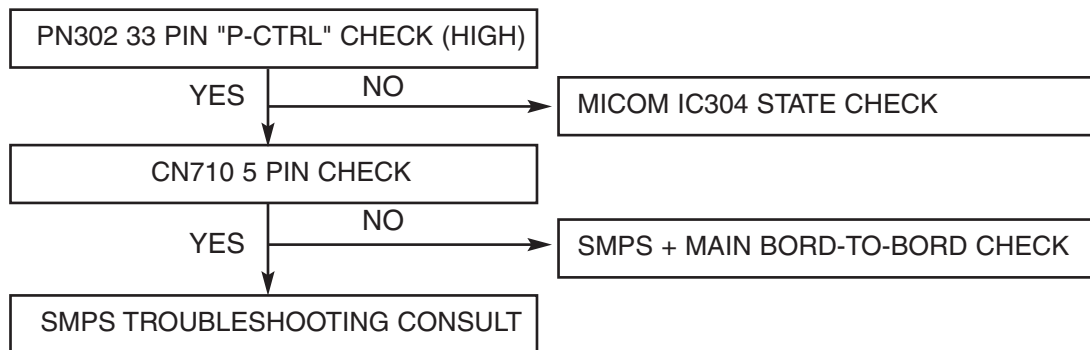 PN302 33 PIN "P-CTRL" CHECK (HIGH)
YES
NO
MICOM IC304 STATE CHECK
CN710 5 PIN CHECK
YES
NO
SMPS + MAIN BORD-TO-BORD CHECK
SMPS TROUBLESHOOTING CONSULT